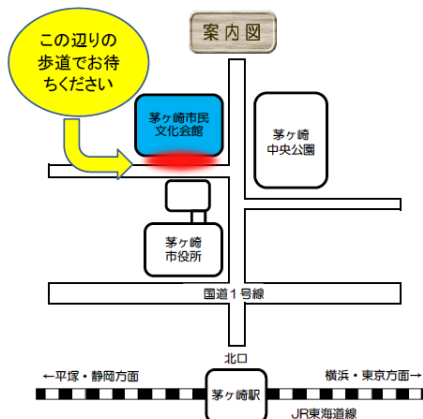 案内図
この辺りの
歩道でお待
ちください
茅ヶ崎市民
文化会館
茅ヶ崎
中央公園
茅ヶ崎
市役所
国道1号線
北口
←平塚・静岡方面
横浜・東京方面→
茅ヶ崎駅
JR東海道線